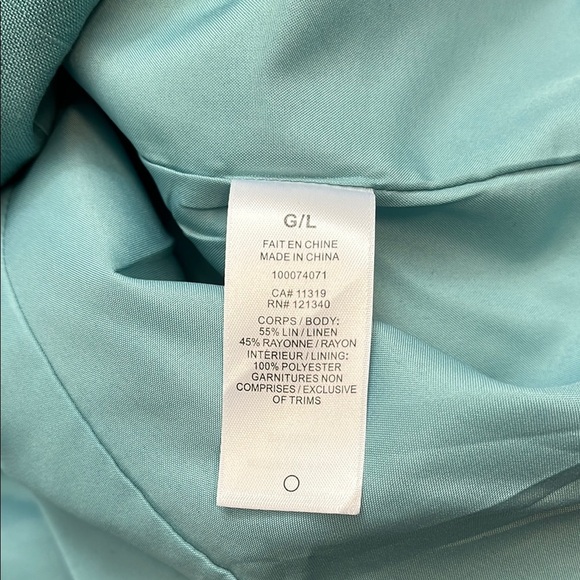 G/L
FAIT EN CHINE
MADE IN CHINA
100074071
CA# 11319
RN# 121340
CORPS / BODY:
55% LIN / LINEN
45% RAYONNE / RAYON
INTÉRIEUR / LINING:
100% POLYESTER
GARNITURES NON
COMPRISES / EXCLUSIVE
OF TRIMS